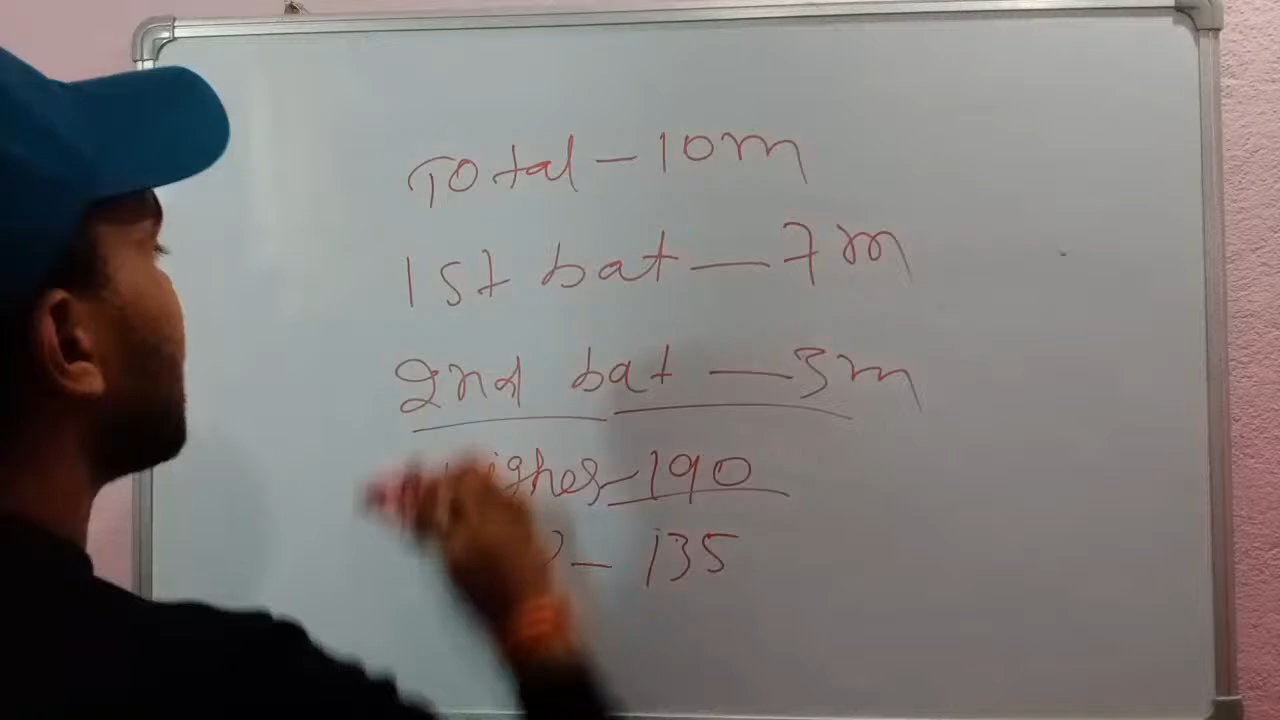 Total - 10m
1st bat - 7m
2nd bat - 3m
- 190
- 135